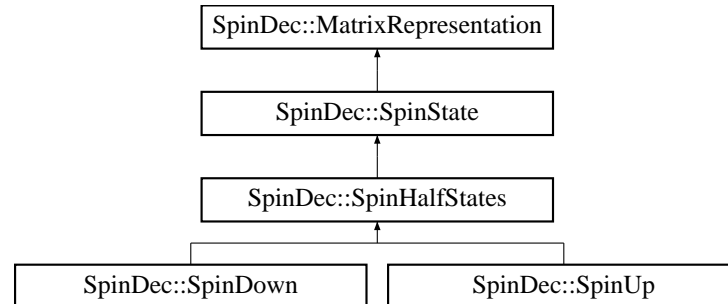 SpinDec::MatrixRepresentation
SpinDec::SpinState
SpinDec::SpinHalfStates
SpinDec::SpinDown
SpinDec::SpinUp